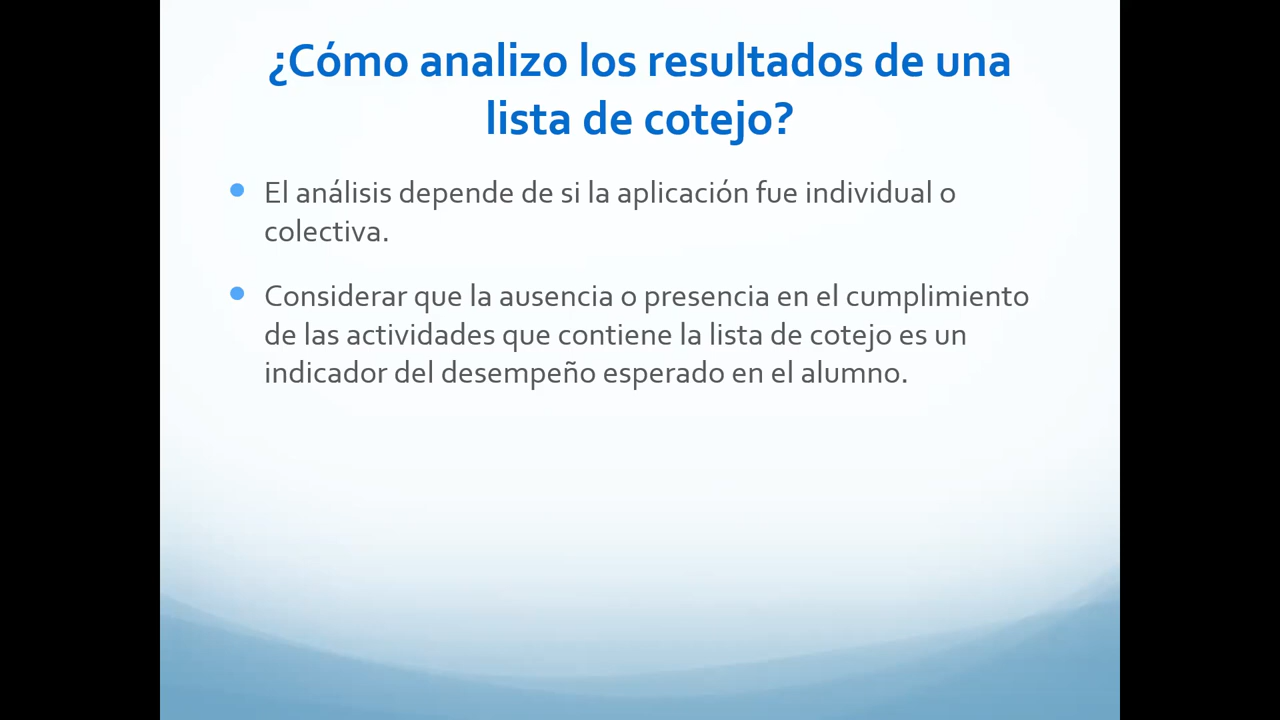 ¿Cómo analizo los resultados de una
lista de cotejo?
El análisis depende de si la aplicación fue individual o
colectiva.
Considerar que la ausencia o presencia en el cumplimiento
de las actividades que contiene la lista de cotejo es un
indicador del desempeño esperado en el alumno.